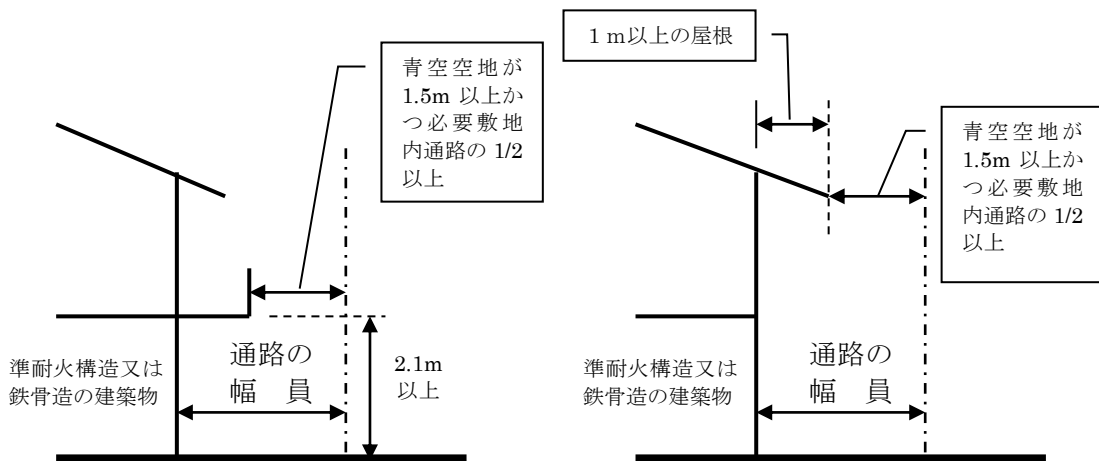 青空空地が
1.5m 以上か
つ必要敷地
内通路の 1/2
以上
準耐火構造又は
鉄骨造の建築物
通路の
幅 員
2.1m
以上
1 m以上の屋根
青空空地が
1.5m 以上か
つ必要敷地
内通路の 1/2
以上
準耐火構造又は
鉄骨造の建築物
通路の
幅 員